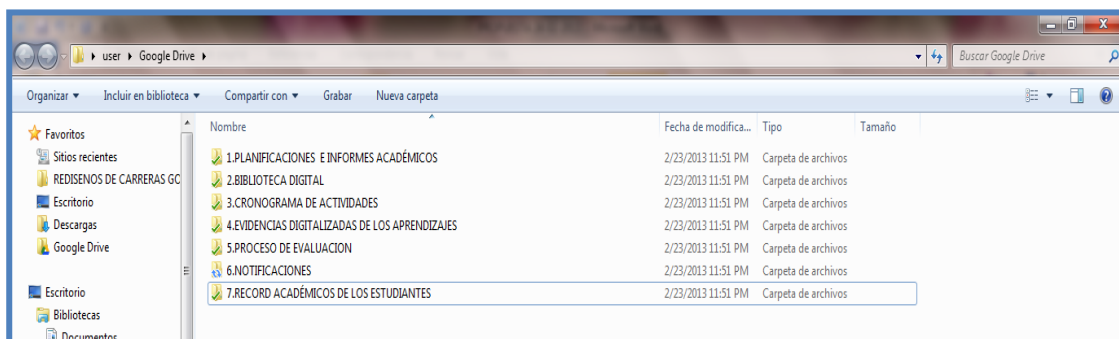 user ▸ Google Drive ▸
Buscar Google Drive
Organizar Incluir en biblioteca Compartir con Grabar Nueva carpeta
Favoritos
Sitios recientes
REDISENOS DE CARRERAS GO
Escritorio
Descargas
Google Drive
Escritorio
Bibliotecas
Documentos
Nombre Fecha de modifica... Tipo Tamaño
1.PLANIFICACIONES E INFORMES ACADÉMICOS 2/23/2013 11:51 PM Carpeta de archivos
2.BIBLIOTECA DIGITAL 2/23/2013 11:51 PM Carpeta de archivos
3.CRONOGRAMA DE ACTIVIDADES 2/23/2013 11:51 PM Carpeta de archivos
4.EVIDENCIAS DIGITALIZADAS DE LOS APRENDIZAJES 2/23/2013 11:51 PM Carpeta de archivos
5.PROCESO DE EVALUACION 2/23/2013 11:51 PM Carpeta de archivos
6.NOTIFICACIONES 2/23/2013 11:51 PM Carpeta de archivos
7.RECORD ACADÉMICOS DE LOS ESTUDIANTES 2/23/2013 11:51 PM Carpeta de archivos